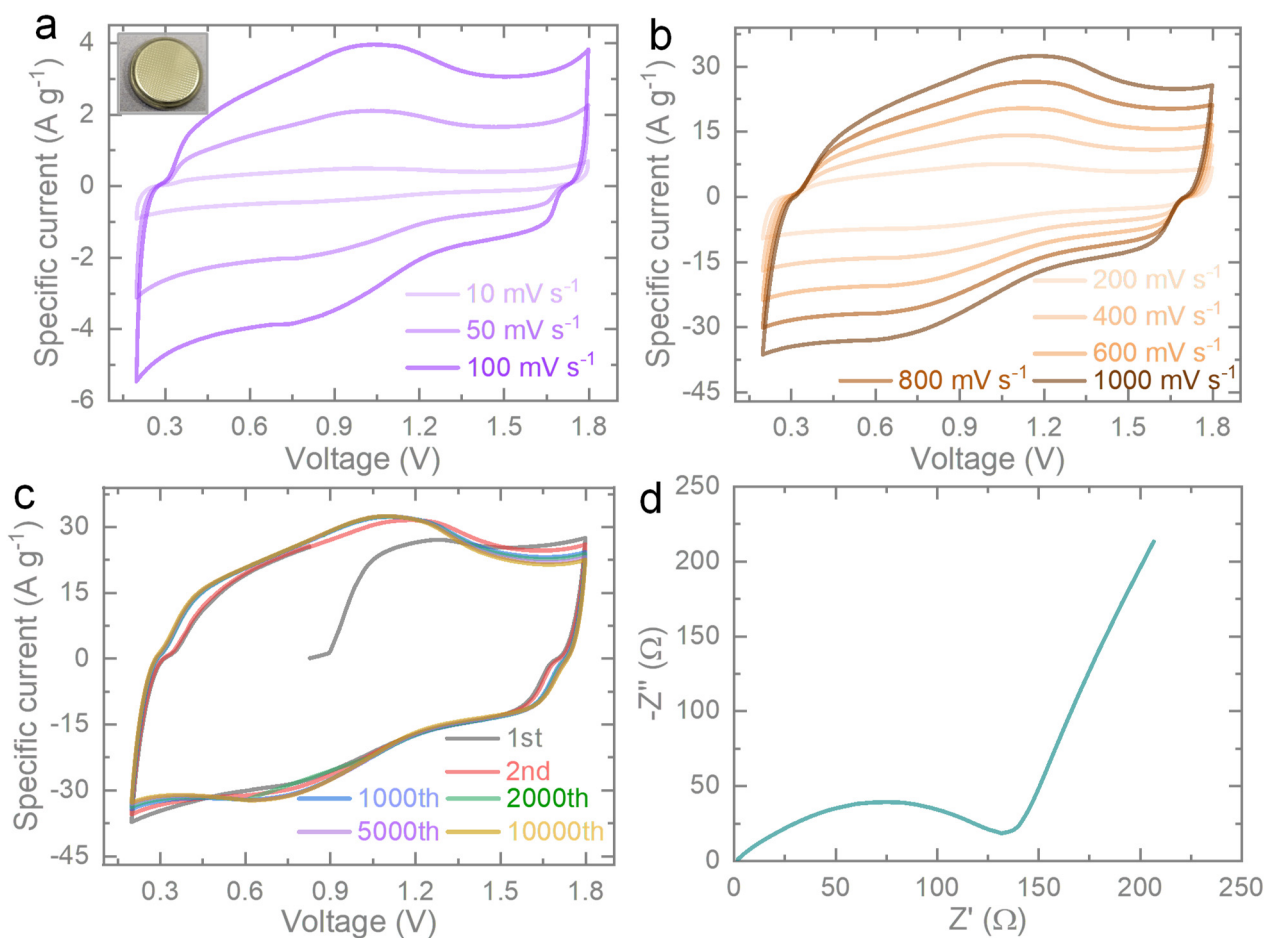 a
4
2
0
-2
-4
-6
Specific current (A g⁻¹)
10 mV s⁻¹
50 mV s⁻¹
100 mV s⁻¹
0.3 0.6 0.9 1.2 1.5 1.8
Voltage (V)
b
30
15
0
-15
-30
-45
Specific current (A g⁻¹)
200 mV s⁻¹
400 mV s⁻¹
600 mV s⁻¹
800 mV s⁻¹ 1000 mV s⁻¹
0.3 0.6 0.9 1.2 1.5 1.8
Voltage (V)
c
30
15
0
-15
-30
-45
Specific current (A g⁻¹)
1st
2nd
1000th 2000th
5000th 10000th
0.3 0.6 0.9 1.2 1.5 1.8
Voltage (V)
d
250
200
150
100
50
0
-Z'' (Ω)
0 50 100 150 200 250
Z' (Ω)